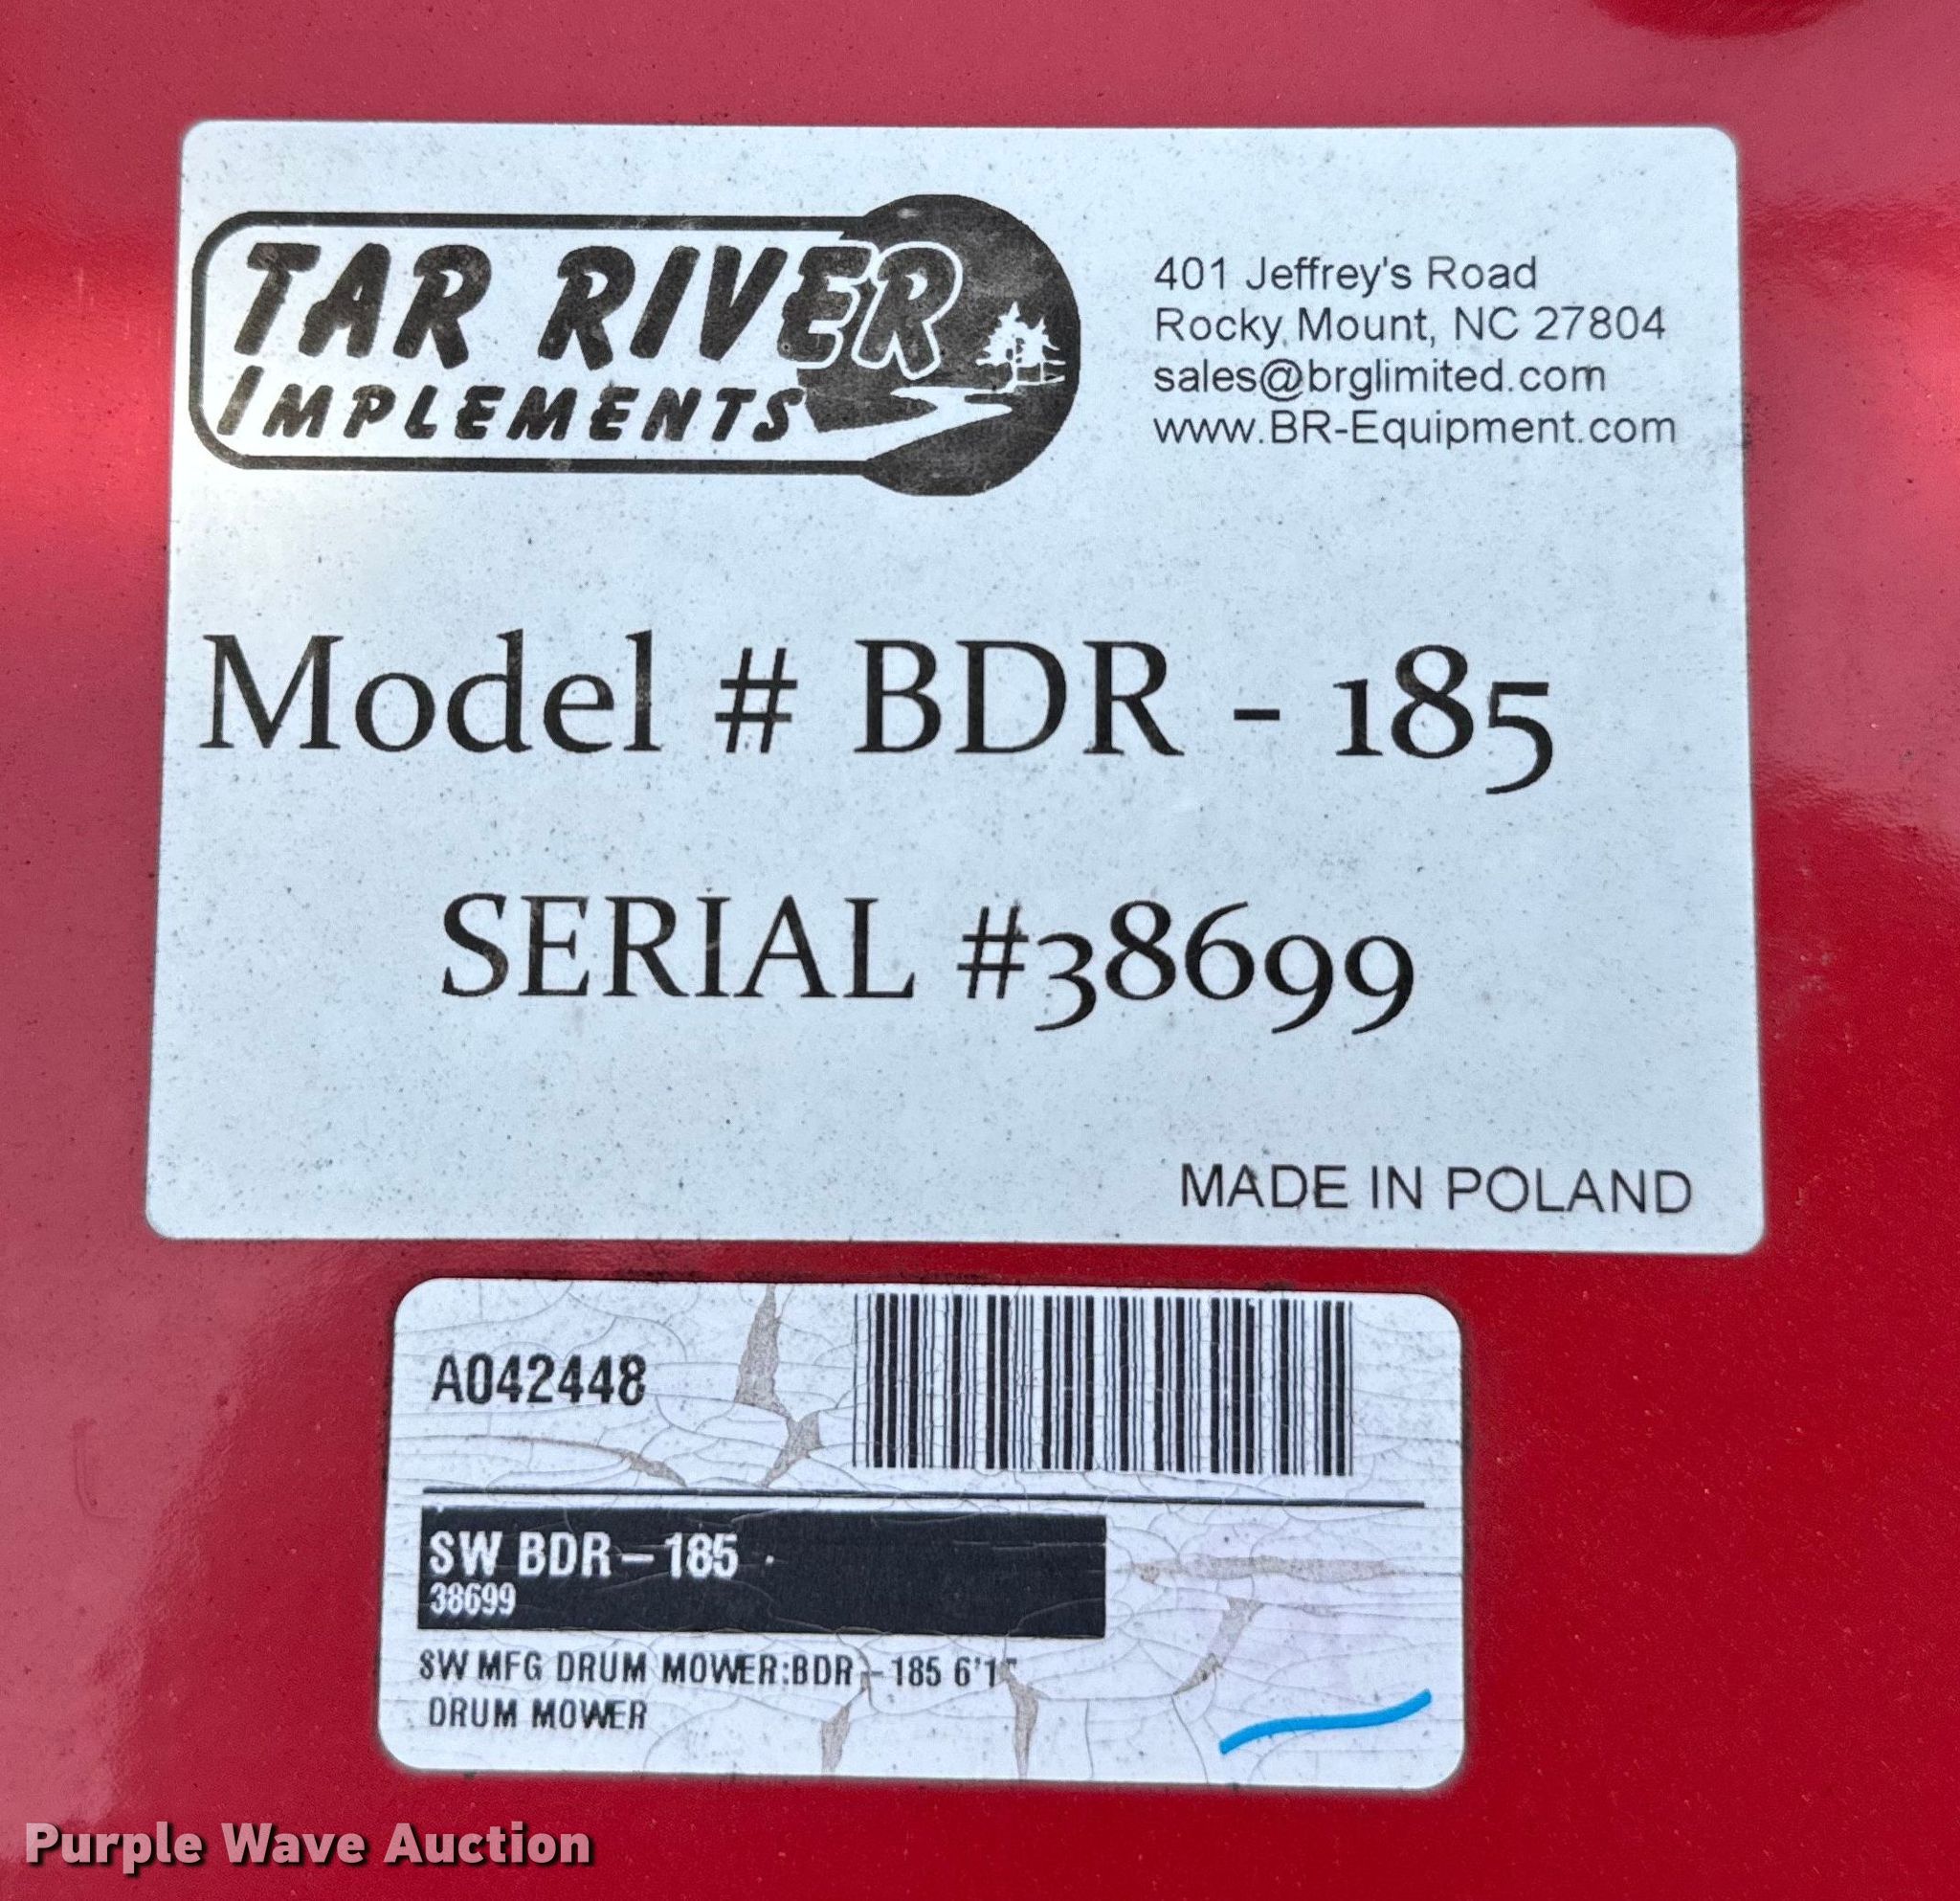 TAR RIVER
IMPLEMENTS
401 Jeffrey's Road
Rocky Mount, NC 27804
sales@brglimited.com
www.BR-Equipment.com
Model # BDR - 185
SERIAL #38699
MADE IN POLAND
A042448
SW BDR-185
38699
SW MFG DRUM MOWER:BDR-185 6'1"
DRUM MOWER
Purple Wave Auction